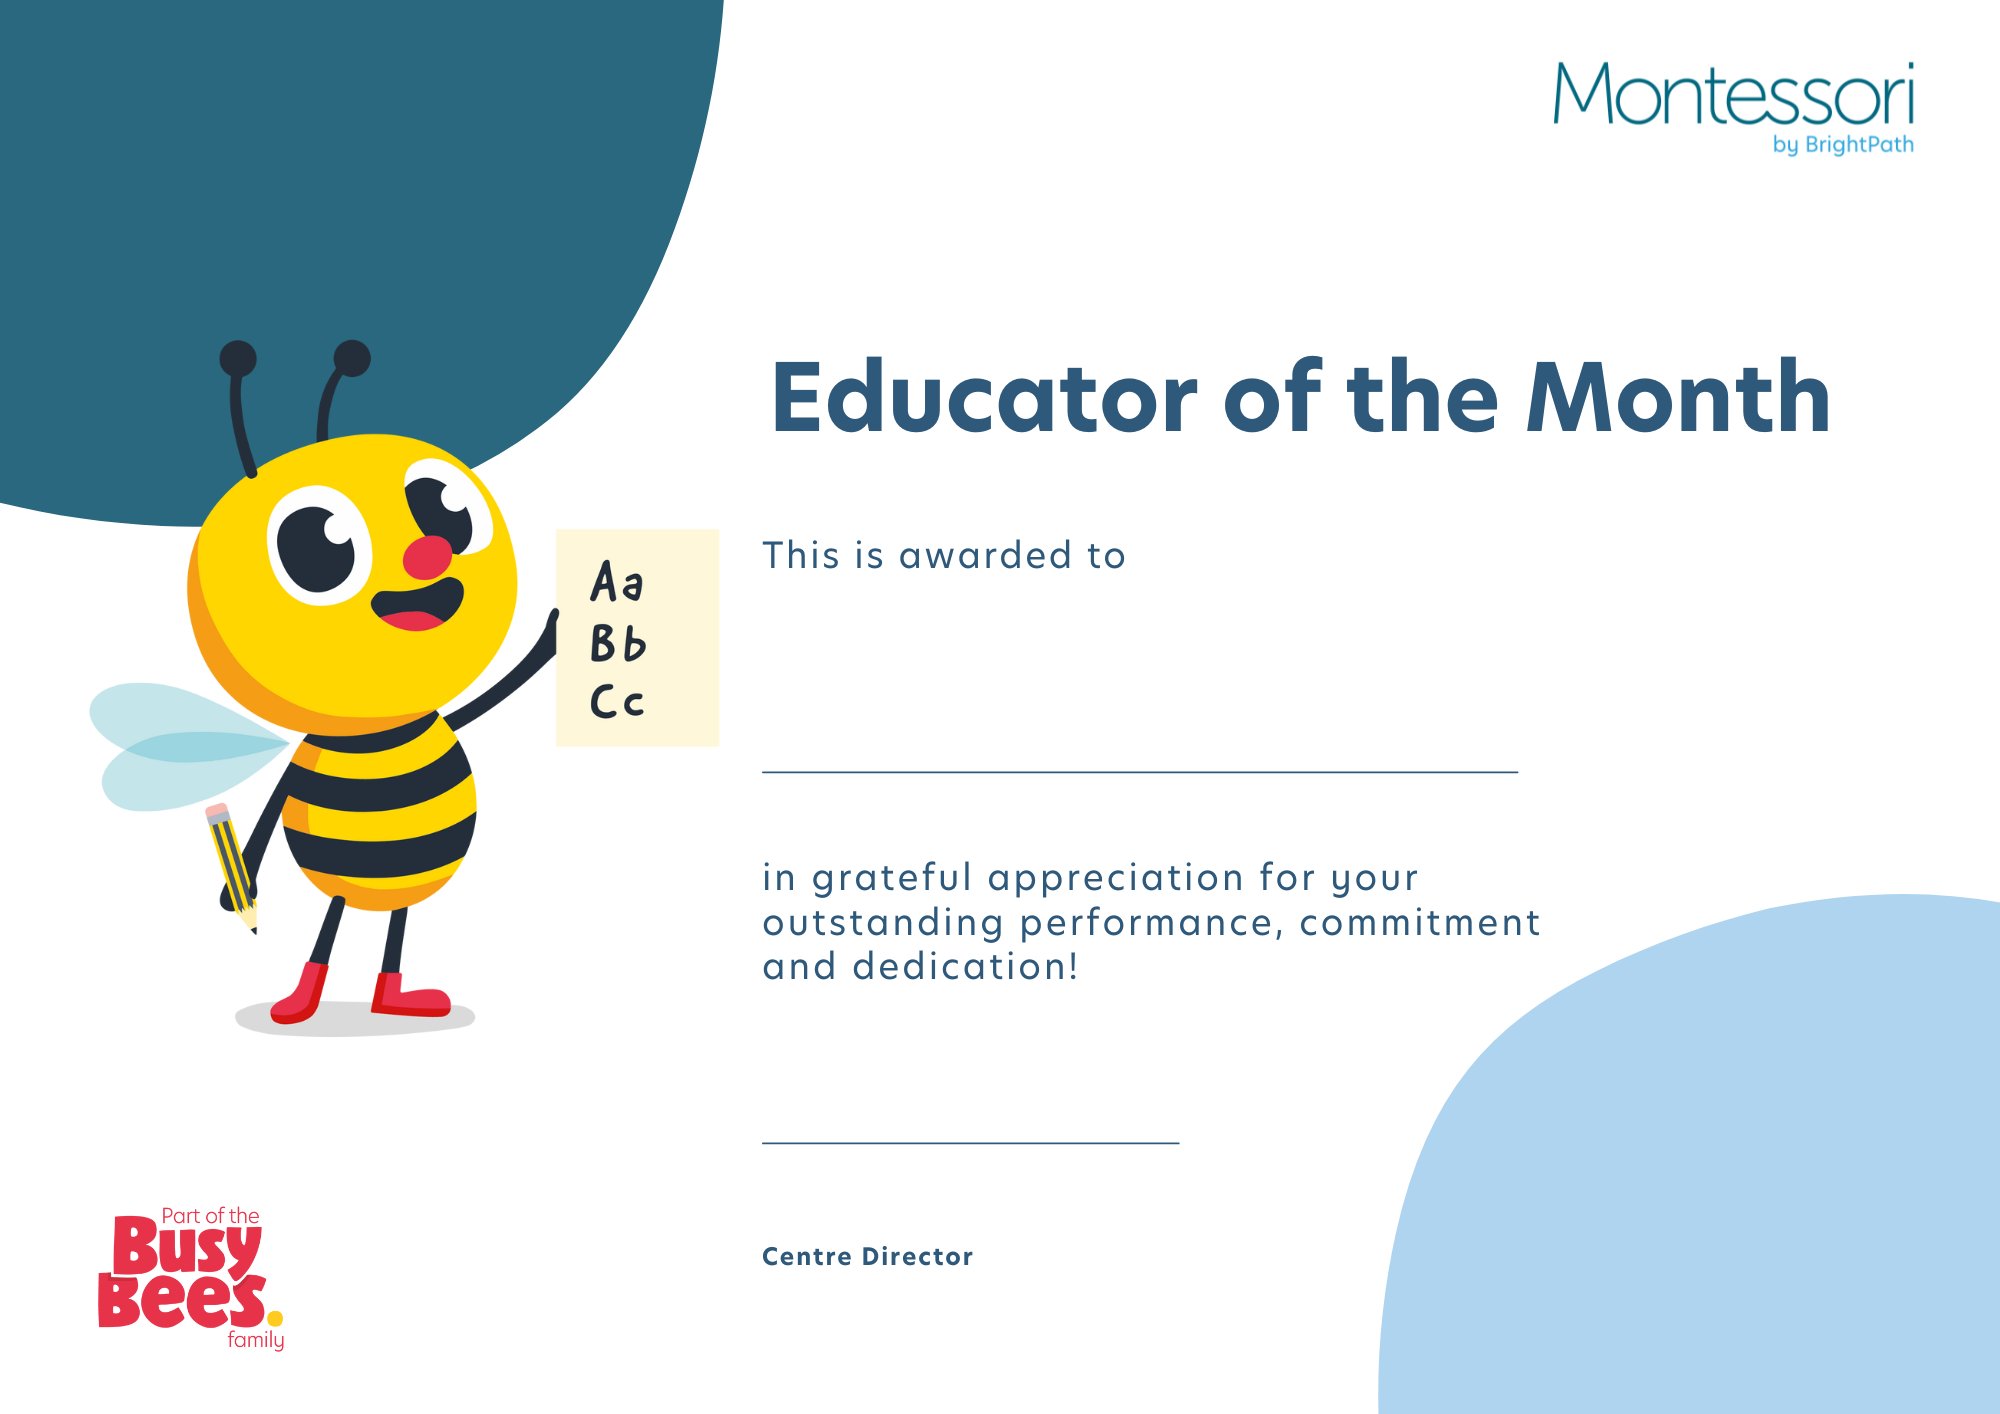 Montessori
by BrightPath
Educator of the Month
This is awarded to
Aa
Bb
Cc
in grateful appreciation for your
outstanding performance, commitment
and dedication!
Centre Director
Part of the
Busy
Bees.
family